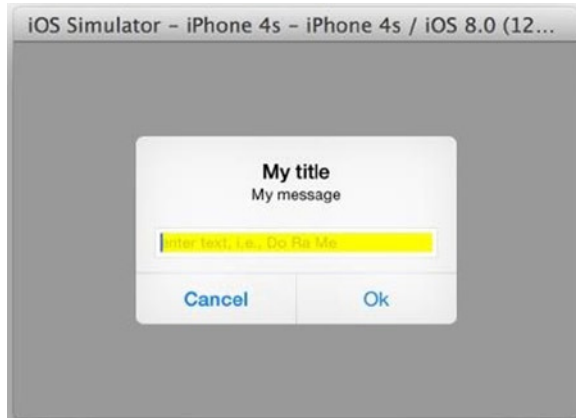 iOS Simulator - iPhone 4s - iPhone 4s / iOS 8.0 (12...
My title
My message
enter text, i.e., Do Ra Me
Cancel Ok